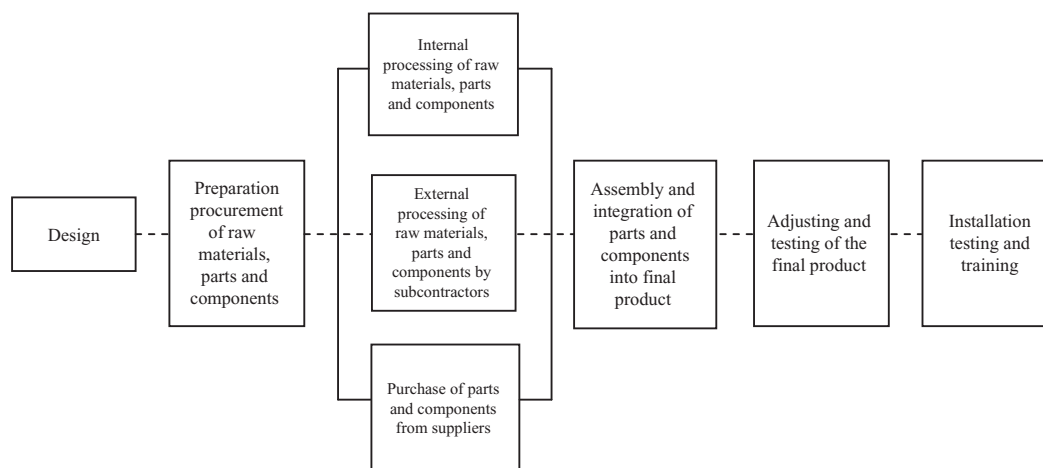 Design
Preparation
procurement
of raw
materials,
parts and
components
Internal
processing of raw
materials, parts
and components
External
processing of
raw materials,
parts and
components by
subcontractors
Purchase of parts
and components
from suppliers
Assembly and
integration of
parts and
components
into final
product
Adjusting and
testing of the
final product
Installation
testing and
training